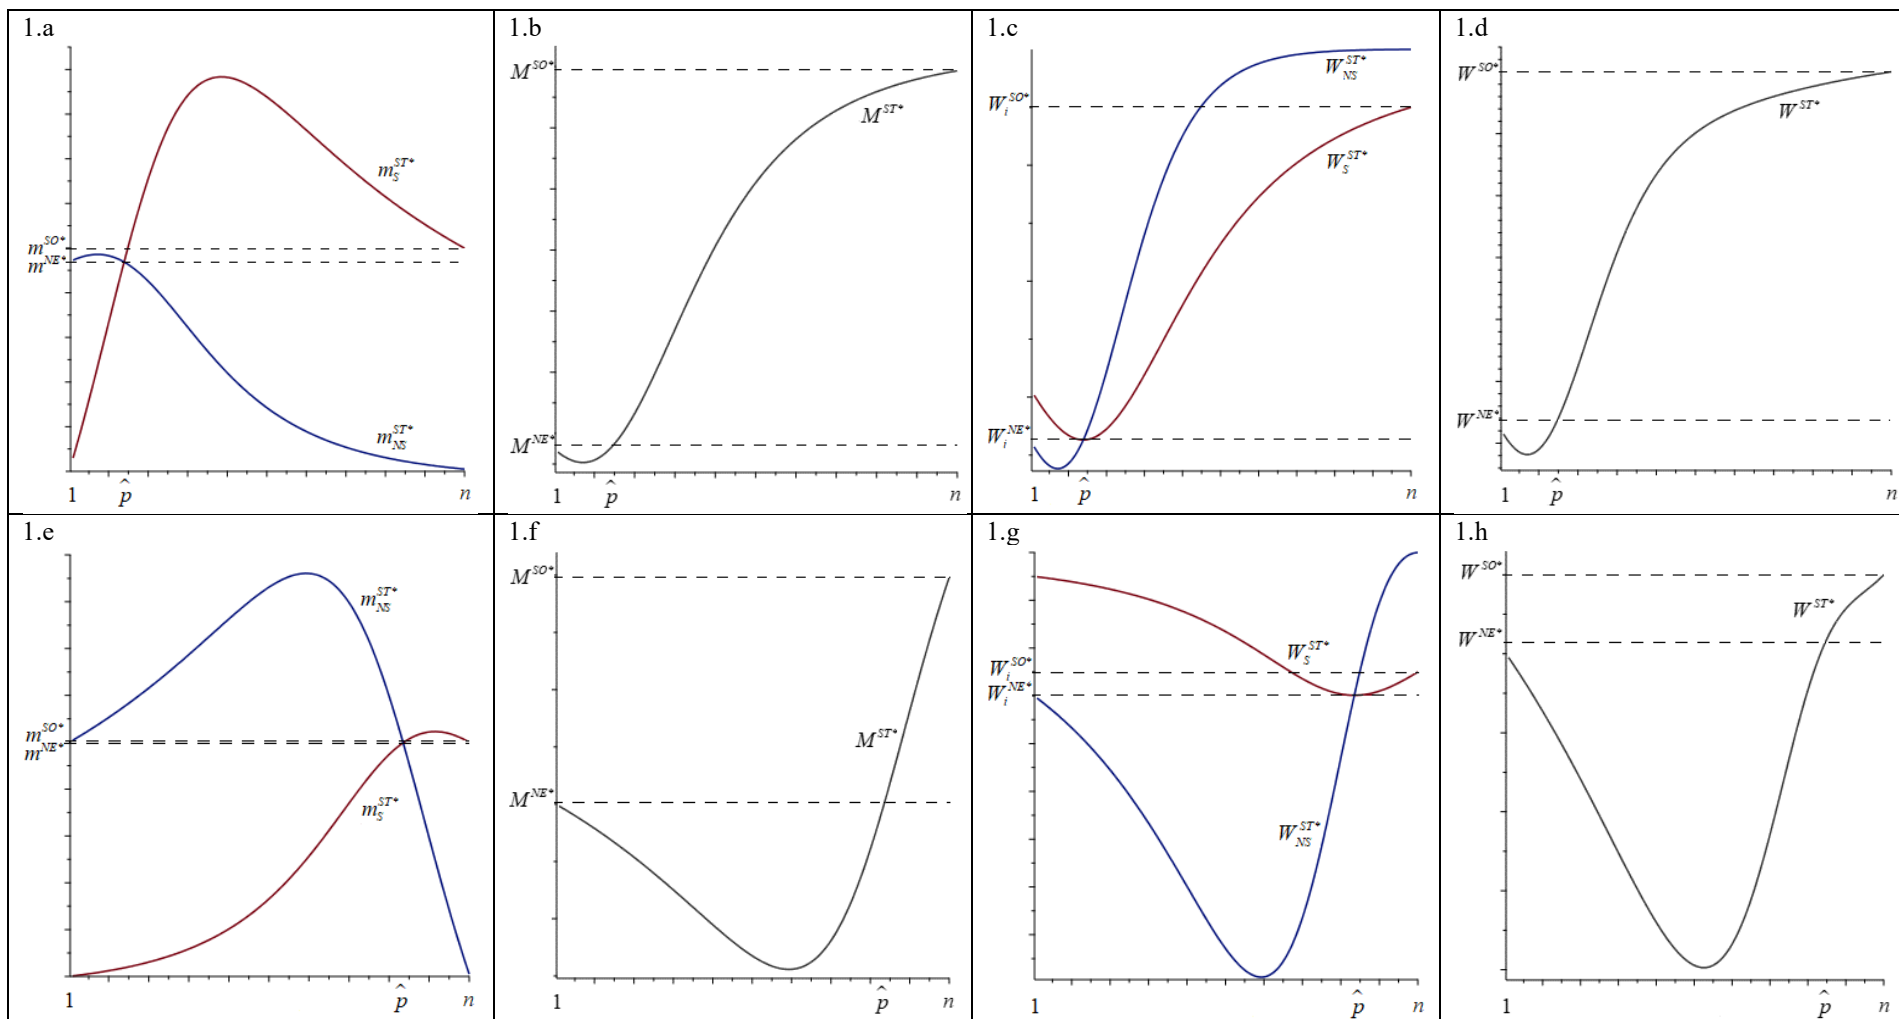 1.a
m_S^{ST*}
m^{SO*}
m^{NE*}
m_{NS}^{ST*}
1
p̂
n
1.b
M^{SO*}
M^{ST*}
M^{NE*}
1
p̂
n
1.c
W_{NS}^{ST*}
W_i^{SO*}
W_S^{ST*}
W_i^{NE*}
1
p̂
n
1.d
W^{SO*}
W^{ST*}
W^{NE*}
1
p̂
n
1.e
m_{NS}^{ST*}
m^{SO*}
m^{NE*}
m_S^{ST*}
1
p̂
n
1.f
M^{SO*}
M^{ST*}
M^{NE*}
1
p̂
n
1.g
W_S^{ST*}
W_i^{SO*}
W_i^{NE*}
W_{NS}^{ST*}
1
p̂
n
1.h
W^{SO*}
W^{ST*}
W^{NE*}
1
p̂
n